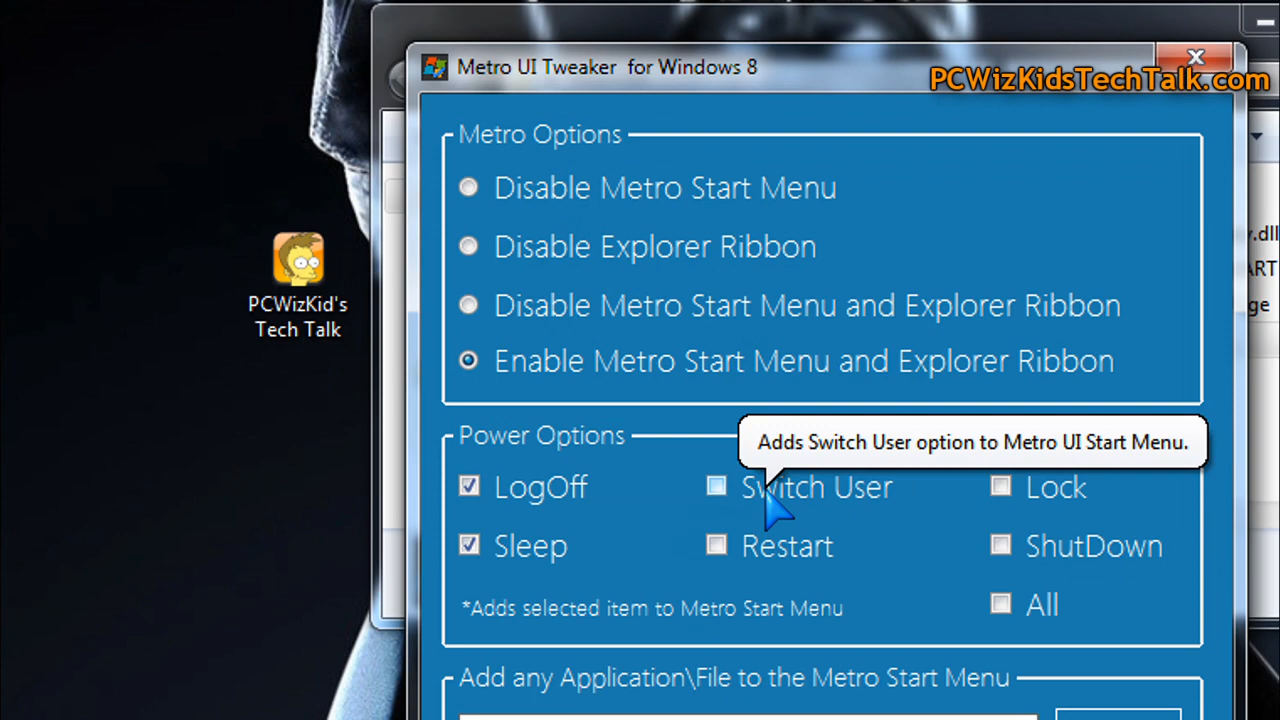 Metro UI Tweaker for Windows 8
PCWizKidsTechTalk.com
Metro Options
Disable Metro Start Menu
Disable Explorer Ribbon
Disable Metro Start Menu and Explorer Ribbon
Enable Metro Start Menu and Explorer Ribbon
PCWizKid's
Tech Talk
.dll
ART
ge
Power Options
Adds Switch User option to Metro UI Start Menu.
LogOff
Switch User
Lock
Sleep
Restart
ShutDown
*Adds selected item to Metro Start Menu
All
Add any Application\File to the Metro Start Menu